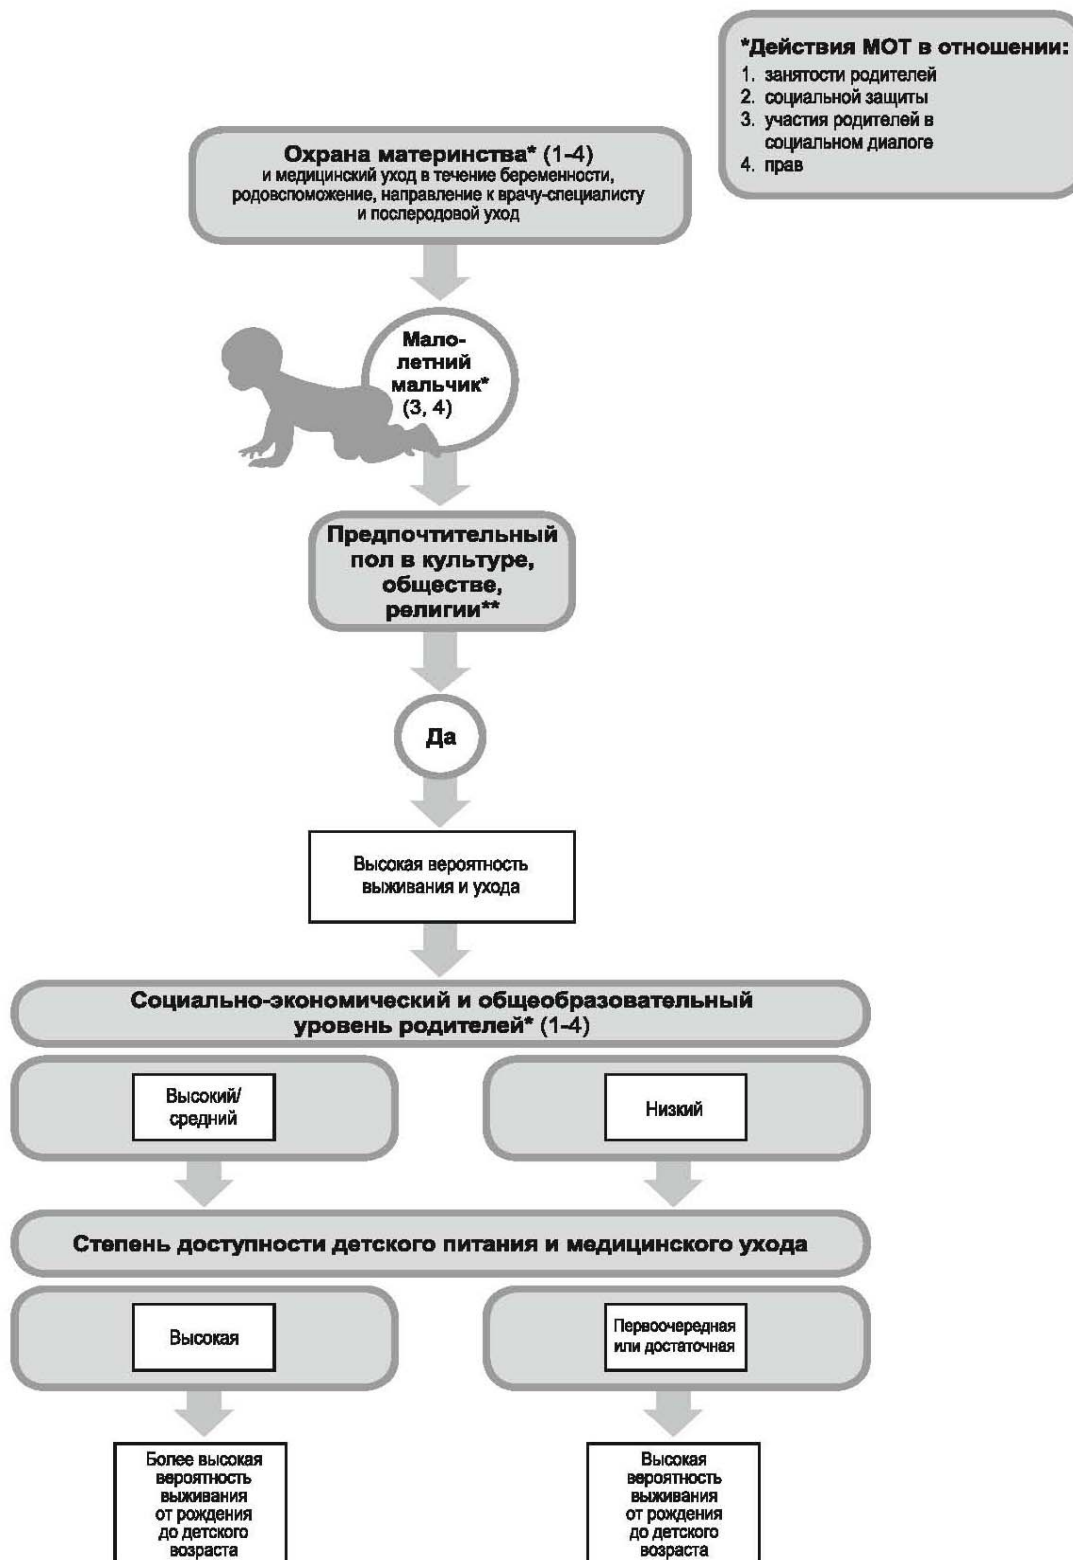 *Действия МОТ в отношении:
1. занятости родителей
2. социальной защиты
3. участия родителей в
социальном диалоге
4. прав
Охрана материнства* (1-4)
и медицинский уход в течение беременности,
родовспоможение, направление к врачу-специалисту
и послеродовой уход
Мало-
летний
мальчик*
(3, 4)
Предпочтительный
пол в культуре,
обществе,
религии**
Да
Высокая вероятность
выживания и ухода
Социально-экономический и общеобразовательный
уровень родителей* (1-4)
Высокий/
средний
Низкий
Степень доступности детского питания и медицинского ухода
Высокая
Первоочередная
или достаточная
Более высокая
вероятность
выживания
от рождения
до детского
возраста
Высокая
вероятность
выживания
от рождения
до детского
возраста